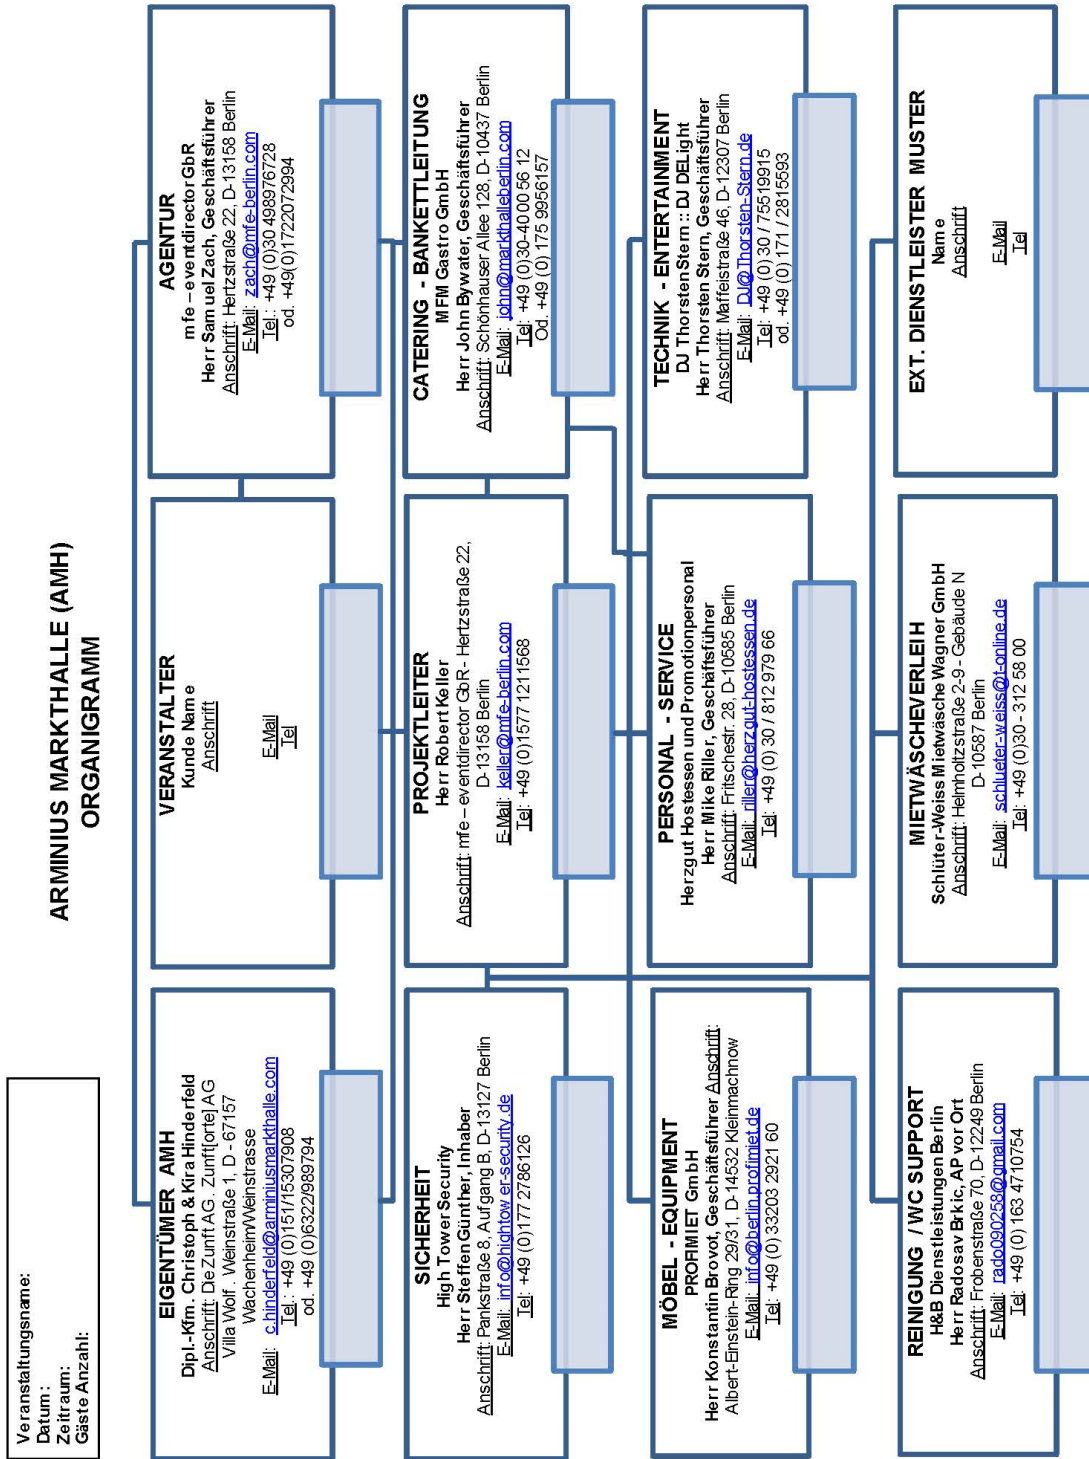 Veranstaltungsname:
Datum:
Zeitraum:
Gäste Anzahl:
ARMINIUS MARKTHALLE (AMH)
ORGANIGRAMM
EIGENTÜMER AMH
Dipl.-Kfm. Christoph & Kira Hinderfeld
Anschrift: Die Zunft AG. Zunft[orte] AG
Villa Wolf . Weinstraße 1, D - 67157
Wachenheim/Weinstrasse
E-Mail: c.hinderfeld@arminiusmarkthalle.com
Tel.: +49 (0)151/15307908
od. +49 (0)6322/989794
VERANSTALTER
Kunde Name
Anschrift
E-Mail
Tel
AGENTUR
mfe – eventdirector GbR
Herr Samuel Zach, Geschäftsführer
Anschrift: Hertzstraße 22, D-13158 Berlin
E-Mail: zach@mfe-berlin.com
Tel.: +49 (0)30 498976728
od. +49(0)1722072994
SICHERHEIT
High Tower Security
Herr Steffen Günther, Inhaber
Anschrift: Pankstraße 8, Aufgang B, D-13127 Berlin
E-Mail: info@hightower-security.de
Tel: +49 (0)177 2786126
PROJEKTLEITER
Herr Robert Keller
Anschrift: mfe – eventdirector GbR - Hertzstraße 22,
D-13158 Berlin
E-Mail: keller@mfe-berlin.com
Tel: +49 (0)1577 1211568
CATERING - BANKETTLEITUNG
MFM Gastro GmbH
Herr John Bywater, Geschäftsführer
Anschrift: Schönhauser Allee 128, D-10437 Berlin
E-Mail: john@markthalleberlin.com
Tel: +49 (0)30-40 00 56 12
Od. +49 (0) 175 9956157
MÖBEL - EQUIPMENT
PROFIMIET GmbH
Herr Konstantin Brovot, Geschäftsführer Anschrift:
Albert-Einstein-Ring 29/31, D-14532 Kleinmachnow
E-Mail: info@berlin.profimiet.de
Tel: +49 (0) 33203 2921 60
PERSONAL - SERVICE
Herzgut Hostessen und Promotionpersonal
Herr Mike Riller, Geschäftsführer
Anschrift: Fritschestr. 28, D-10585 Berlin
E-Mail: riller@herzgut-hostessen.de
Tel: +49 (0) 30 / 812 979 66
TECHNIK - ENTERTAINMENT
DJ Thorsten Stern :: DJ DELight
Herr Thorsten Stern, Geschäftsführer
Anschrift: Maffeistraße 46, D-12307 Berlin
E-Mail: DJ@Thorsten-Stern.de
Tel: +49 (0) 30 / 75519915
od. +49 (0) 171 / 2815593
REINIGUNG / WC SUPPORT
H&B Dienstleistungen Berlin
Herr Radosav Brkic, AP vor Ort
Anschrift: Frobenstraße 70, D-12249 Berlin
E-Mail: rado090258@gmail.com
Tel: +49 (0) 163 4710754
MIETWÄSCHEVERLEIH
Schlüter-Weiss Mietwäsche Wagner GmbH
Anschrift: Helmholtzstraße 2-9 - Gebäude N
D-10587 Berlin
E-Mail: schlueter-weiss@t-online.de
Tel: +49 (0)30 - 312 58 00
EXT. DIENSTLEISTER MUSTER
Name
Anschrift
E-Mail
Tel